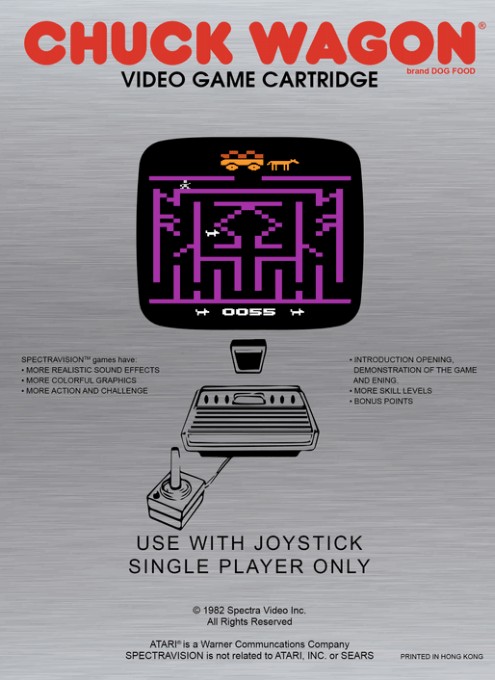 CHUCK WAGON®
brand DOG FOOD
VIDEO GAME CARTRIDGE
0055
SPECTRAVISION™ games have:
• MORE REALISTIC SOUND EFFECTS
• MORE COLORFUL GRAPHICS
• MORE ACTION AND CHALLENGE
• INTRODUCTION OPENING,
DEMONSTRATION OF THE GAME
AND ENING.
• MORE SKILL LEVELS
• BONUS POINTS
USE WITH JOYSTICK
SINGLE PLAYER ONLY
© 1982 Spectra Video Inc.
All Rights Reserved
ATARI® is a Warner Communcations Company
SPECTRAVISION is not related to ATARI, INC. or SEARS
PRINTED IN HONG KONG